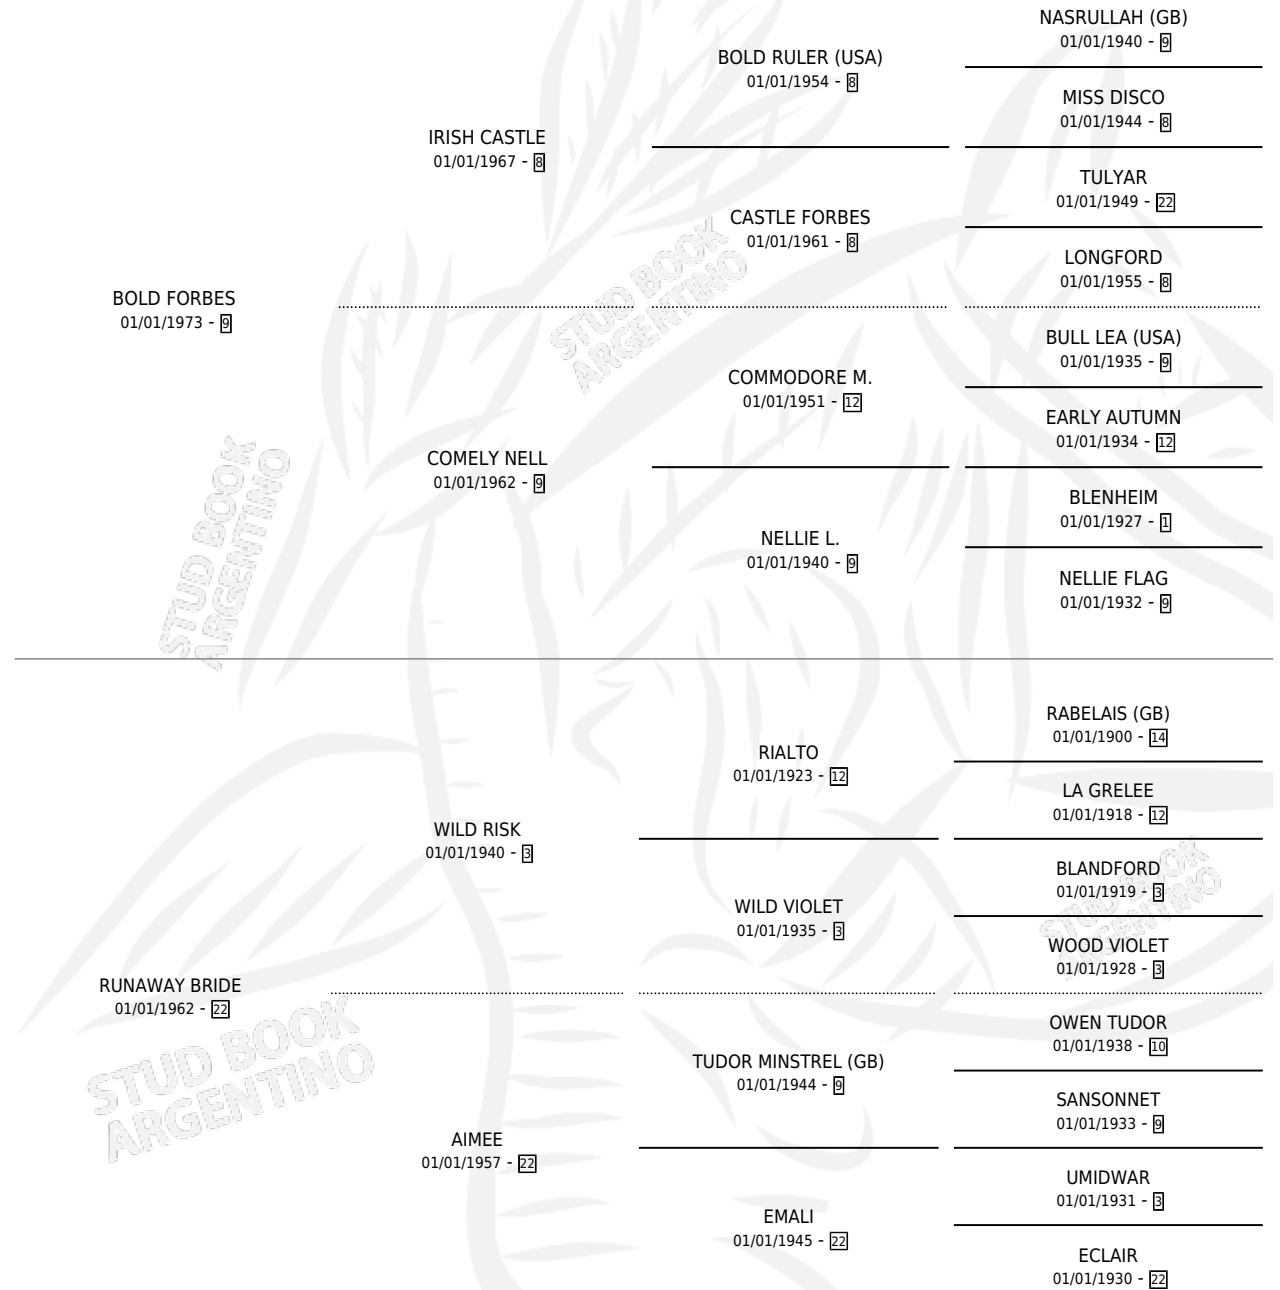 NASRULLAH (GB)
01/01/1940 - 9
BOLD RULER (USA)
01/01/1954 - 8
MISS DISCO
01/01/1944 - 8
IRISH CASTLE
01/01/1967 - 8
TULYAR
01/01/1949 - 22
CASTLE FORBES
01/01/1961 - 8
LONGFORD
01/01/1955 - 8
BOLD FORBES
01/01/1973 - 9
BULL LEA (USA)
01/01/1935 - 9
COMMODORE M.
01/01/1951 - 12
EARLY AUTUMN
01/01/1934 - 12
COMELY NELL
01/01/1962 - 9
BLENHEIM
01/01/1927 - 1
NELLIE L.
01/01/1940 - 9
NELLIE FLAG
01/01/1932 - 9
RABELAIS (GB)
01/01/1900 - 14
RIALTO
01/01/1923 - 12
LA GRELEE
01/01/1918 - 12
WILD RISK
01/01/1940 - 3
BLANDFORD
01/01/1919 - 3
WILD VIOLET
01/01/1935 - 3
WOOD VIOLET
01/01/1928 - 3
RUNAWAY BRIDE
01/01/1962 - 22
OWEN TUDOR
01/01/1938 - 10
TUDOR MINSTREL (GB)
01/01/1944 - 9
SANSONNET
01/01/1933 - 9
AIMEE
01/01/1957 - 22
UMIDWAR
01/01/1931 - 3
EMALI
01/01/1945 - 22
ECLAIR
01/01/1930 - 22
STUD BOOK
ARGENTINO
STUD BOOK
ARGENTINO
STUD BOOK
ARGENTINO
STUD BOOK
ARGENTINO